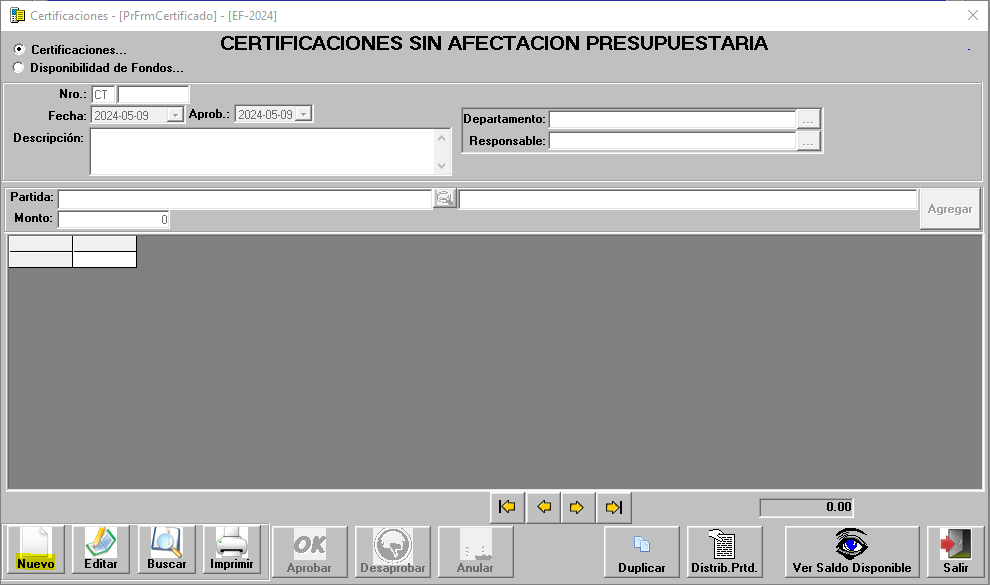 Certificaciones - [PrFrmCertificado] - [EF-2024]
CERTIFICACIONES SIN AFECTACION PRESUPUESTARIA
Certificaciones...
Disponibilidad de Fondos...
Nro.: CT
Fecha: 2024-05-09 Aprob.: 2024-05-09
Descripción:
Departamento: ...
Responsable: ...
Partida:
Monto: 0
Agregar
0.00
Nuevo Editar Buscar Imprimir OK Aprobar Desaprobar Anular Duplicar Distrib.Prtd. Ver Saldo Disponible Salir